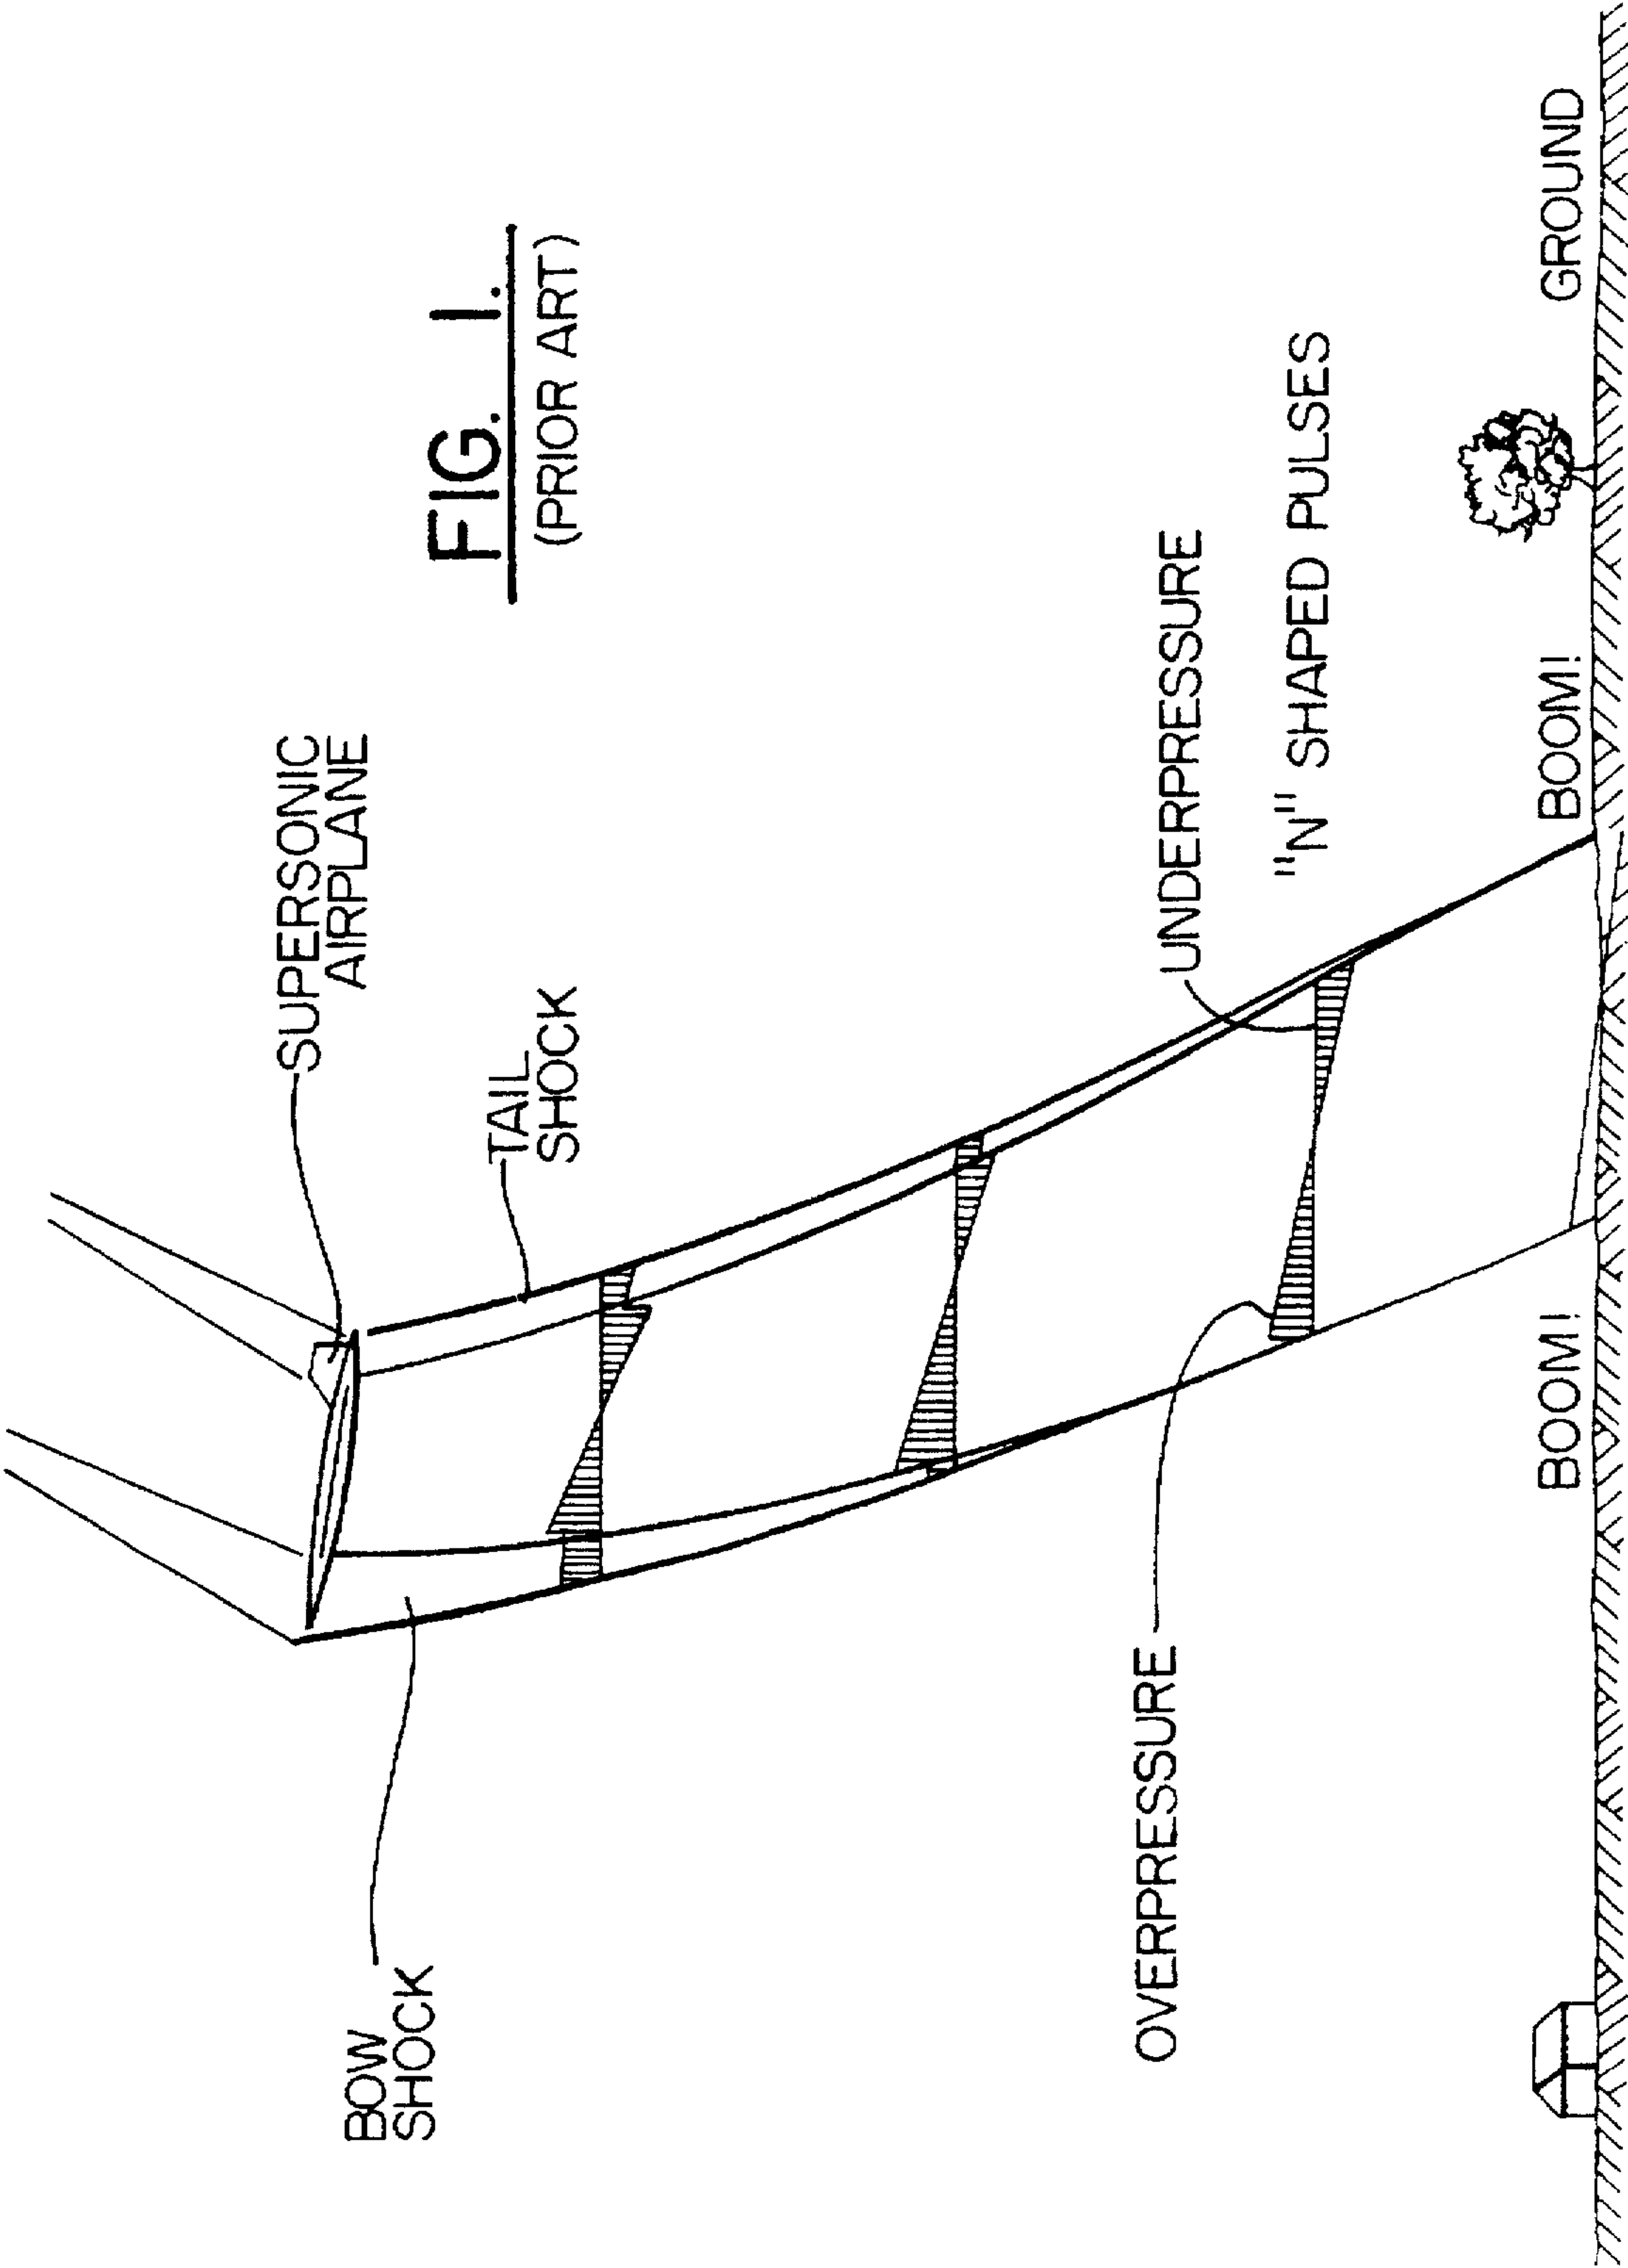 FIG. 1.
(PRIOR ART)
SUPERSONIC
AIRPLANE
BOW
SHOCK
TAIL
SHOCK
OVERPRESSURE
UNDERPRESSURE
"N" SHAPED PULSES
BOOM!
BOOM!
GROUND